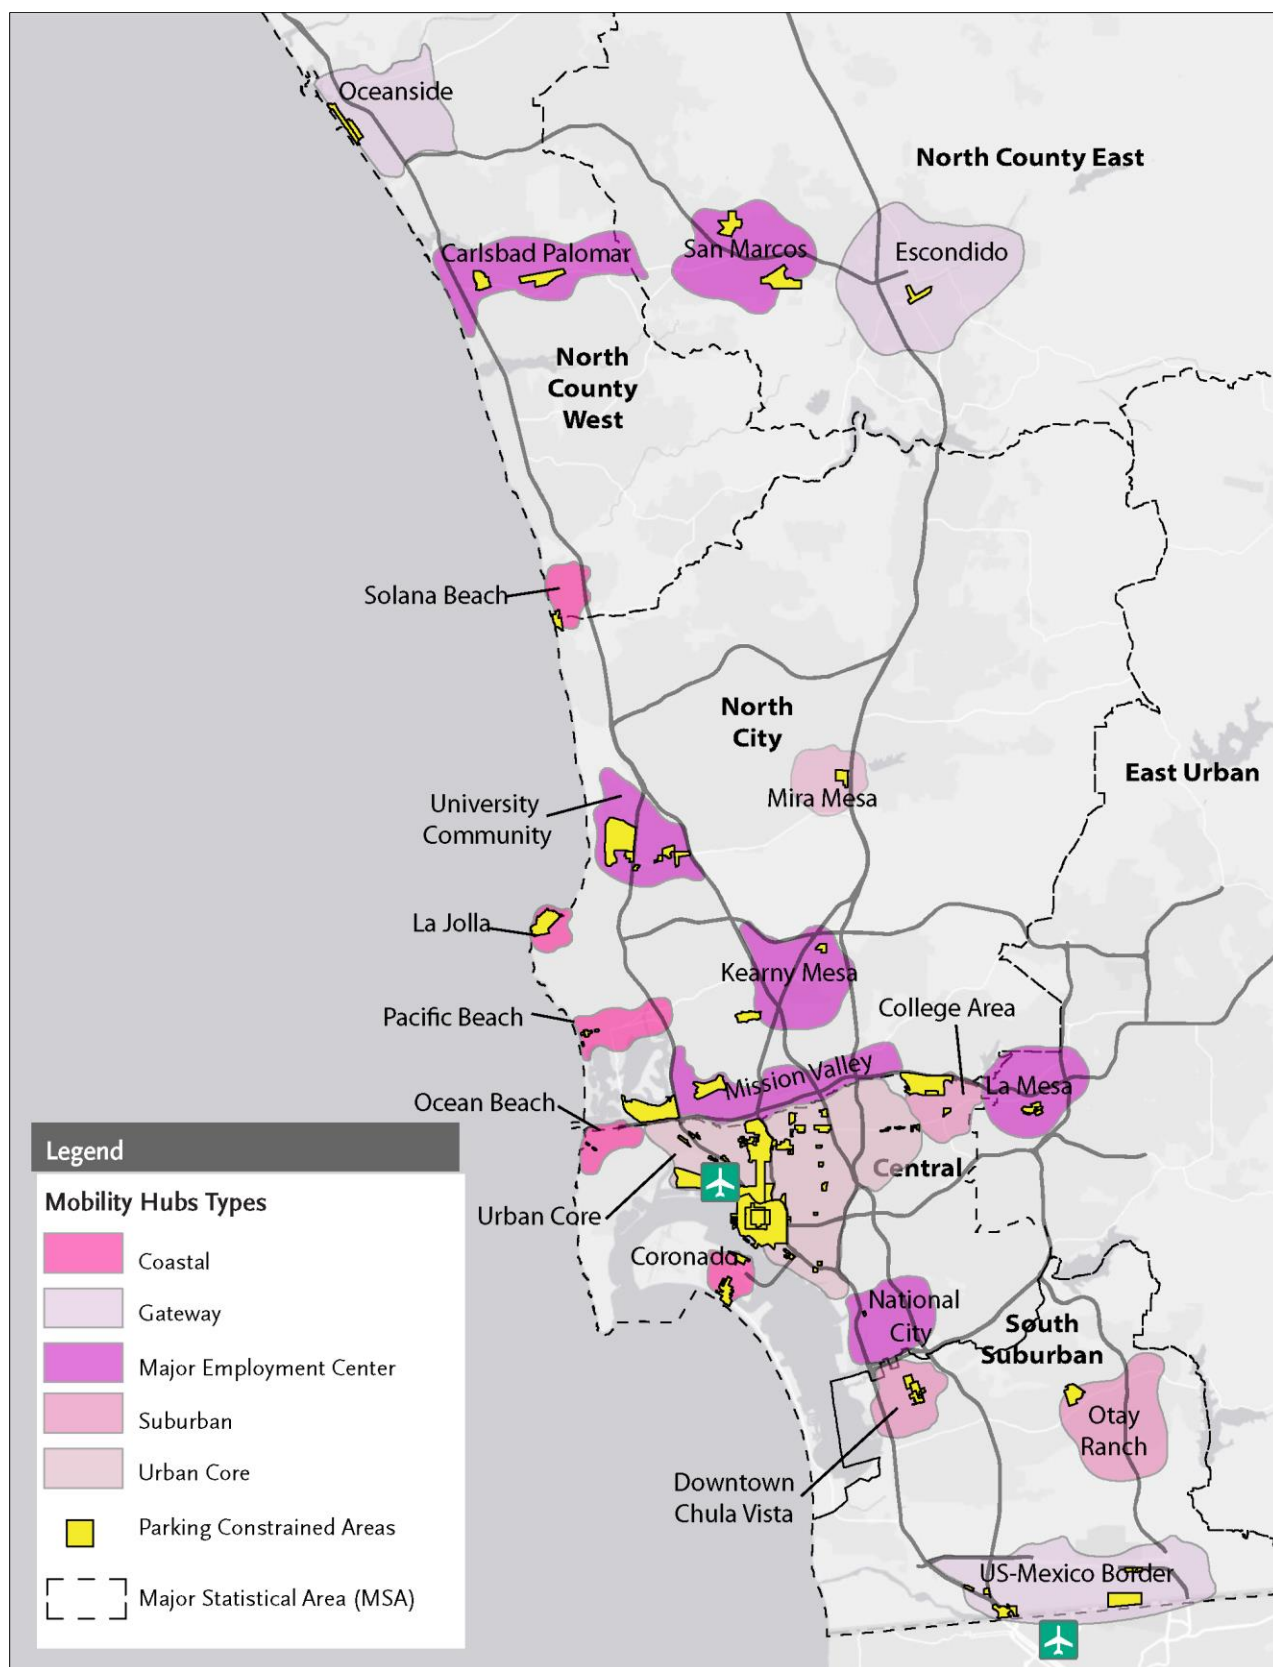 Oceanside
North County East
Carlsbad Palomar
San Marcos
Escondido
North
County
West
Solana Beach
North
City
East Urban
Mira Mesa
University
Community
La Jolla
Kearny Mesa
College Area
Pacific Beach
Mission Valley
La Mesa
Ocean Beach
Central
Urban Core
Coronado
National
City
South
Suburban
Otay
Ranch
Downtown
Chula Vista
US-Mexico Border
Legend
Mobility Hubs Types
Coastal
Gateway
Major Employment Center
Suburban
Urban Core
Parking Constrained Areas
Major Statistical Area (MSA)